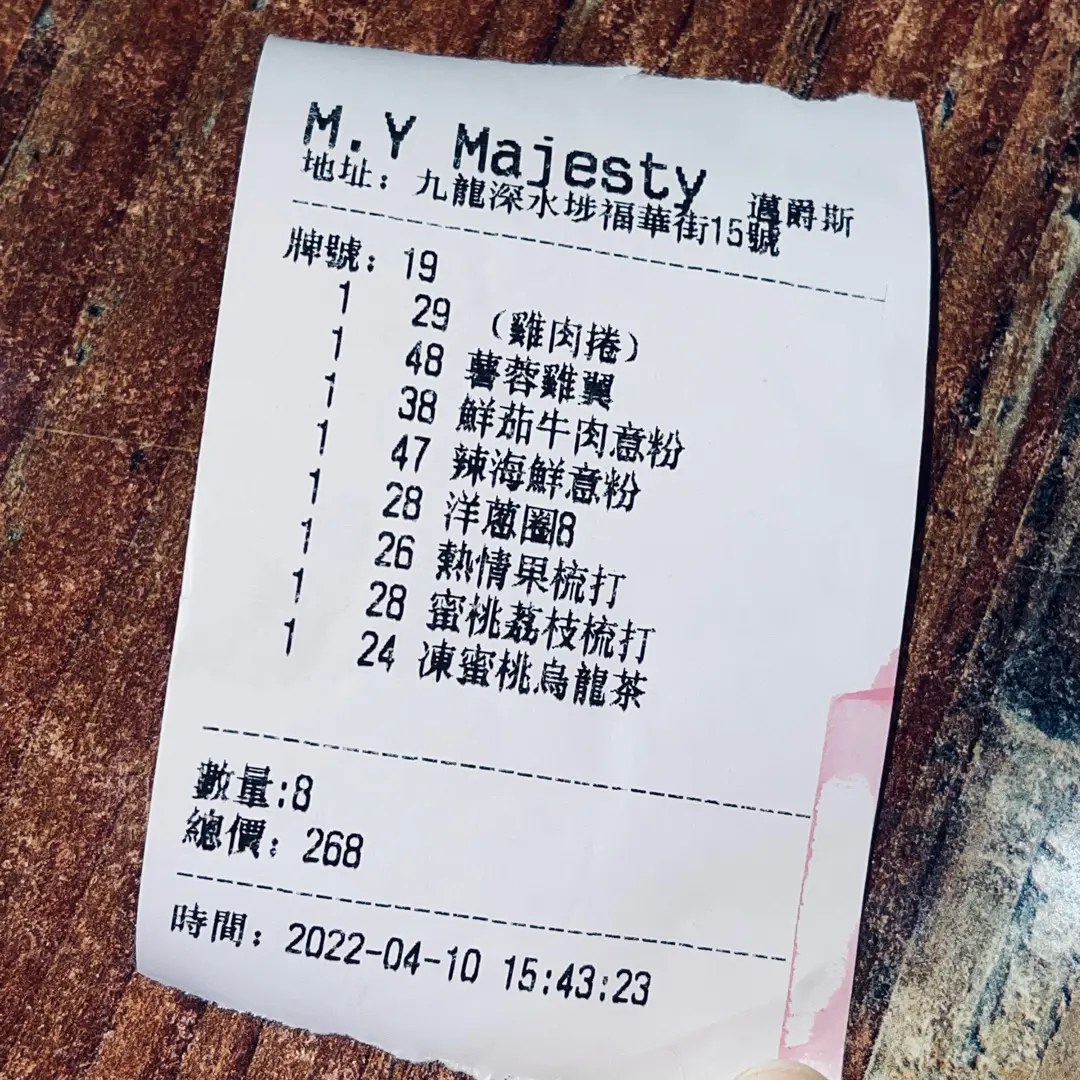 M.Y Majesty 邁爵斯
地址：九龍深水埗福華街15號
牌號：19
1 29 （雞肉捲）
1 48 薯蓉雞翼
1 38 鮮茄牛肉意粉
1 47 辣海鮮意粉
1 28 洋蔥圈8
1 26 熱情果梳打
1 28 蜜桃荔枝梳打
1 24 凍蜜桃烏龍茶
數量:8
總價：268
時間：2022-04-10 15:43:23